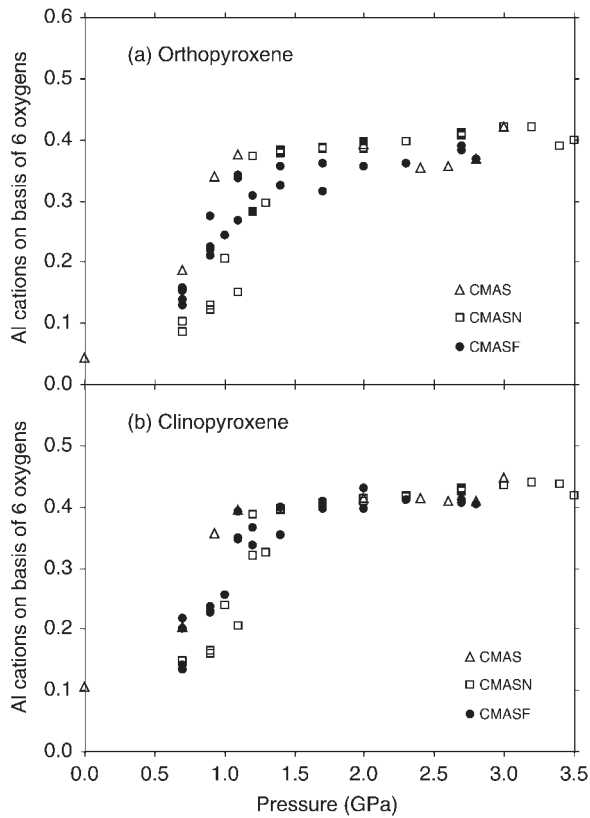 0.6
(a) Orthopyroxene
0.5
0.4
0.3
0.2
0.1
0.0
Al cations on basis of 6 oxygens
CMAS
CMASN
CMASF
(b) Clinopyroxene
0.5
0.4
0.3
0.2
0.1
0.0
Al cations on basis of 6 oxygens
CMAS
CMASN
CMASF
0.0 0.5 1.0 1.5 2.0 2.5 3.0 3.5
Pressure (GPa)